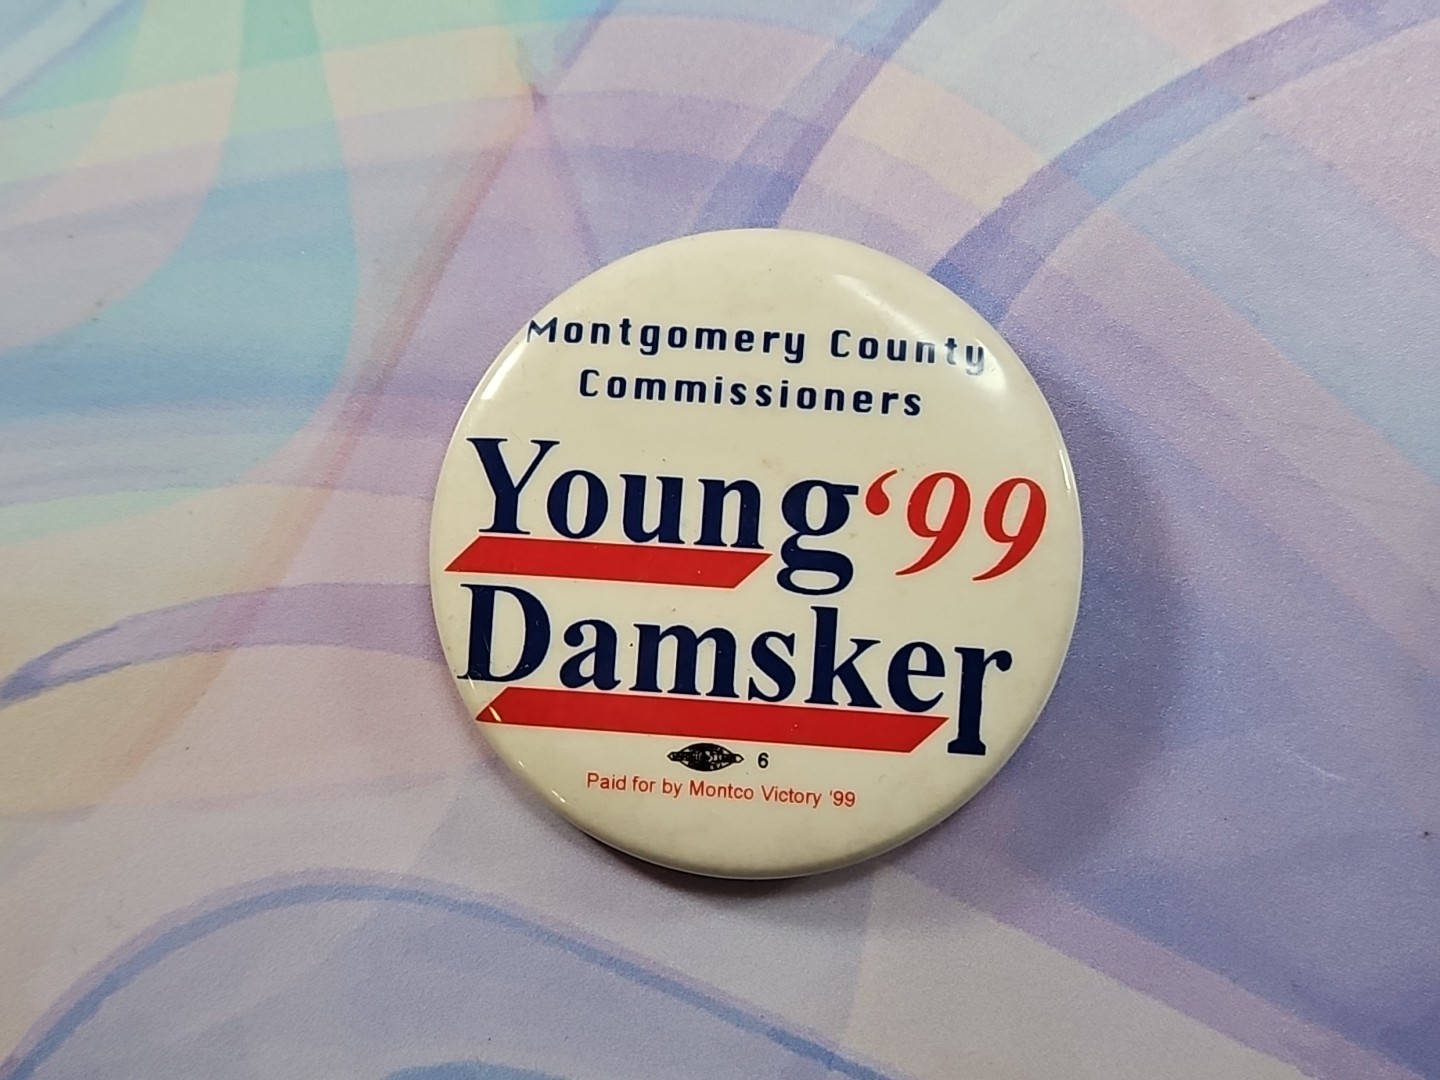 Montgomery County
Commissioners
Young ‘99
Damsker
6
Paid for by Montco Victory '99